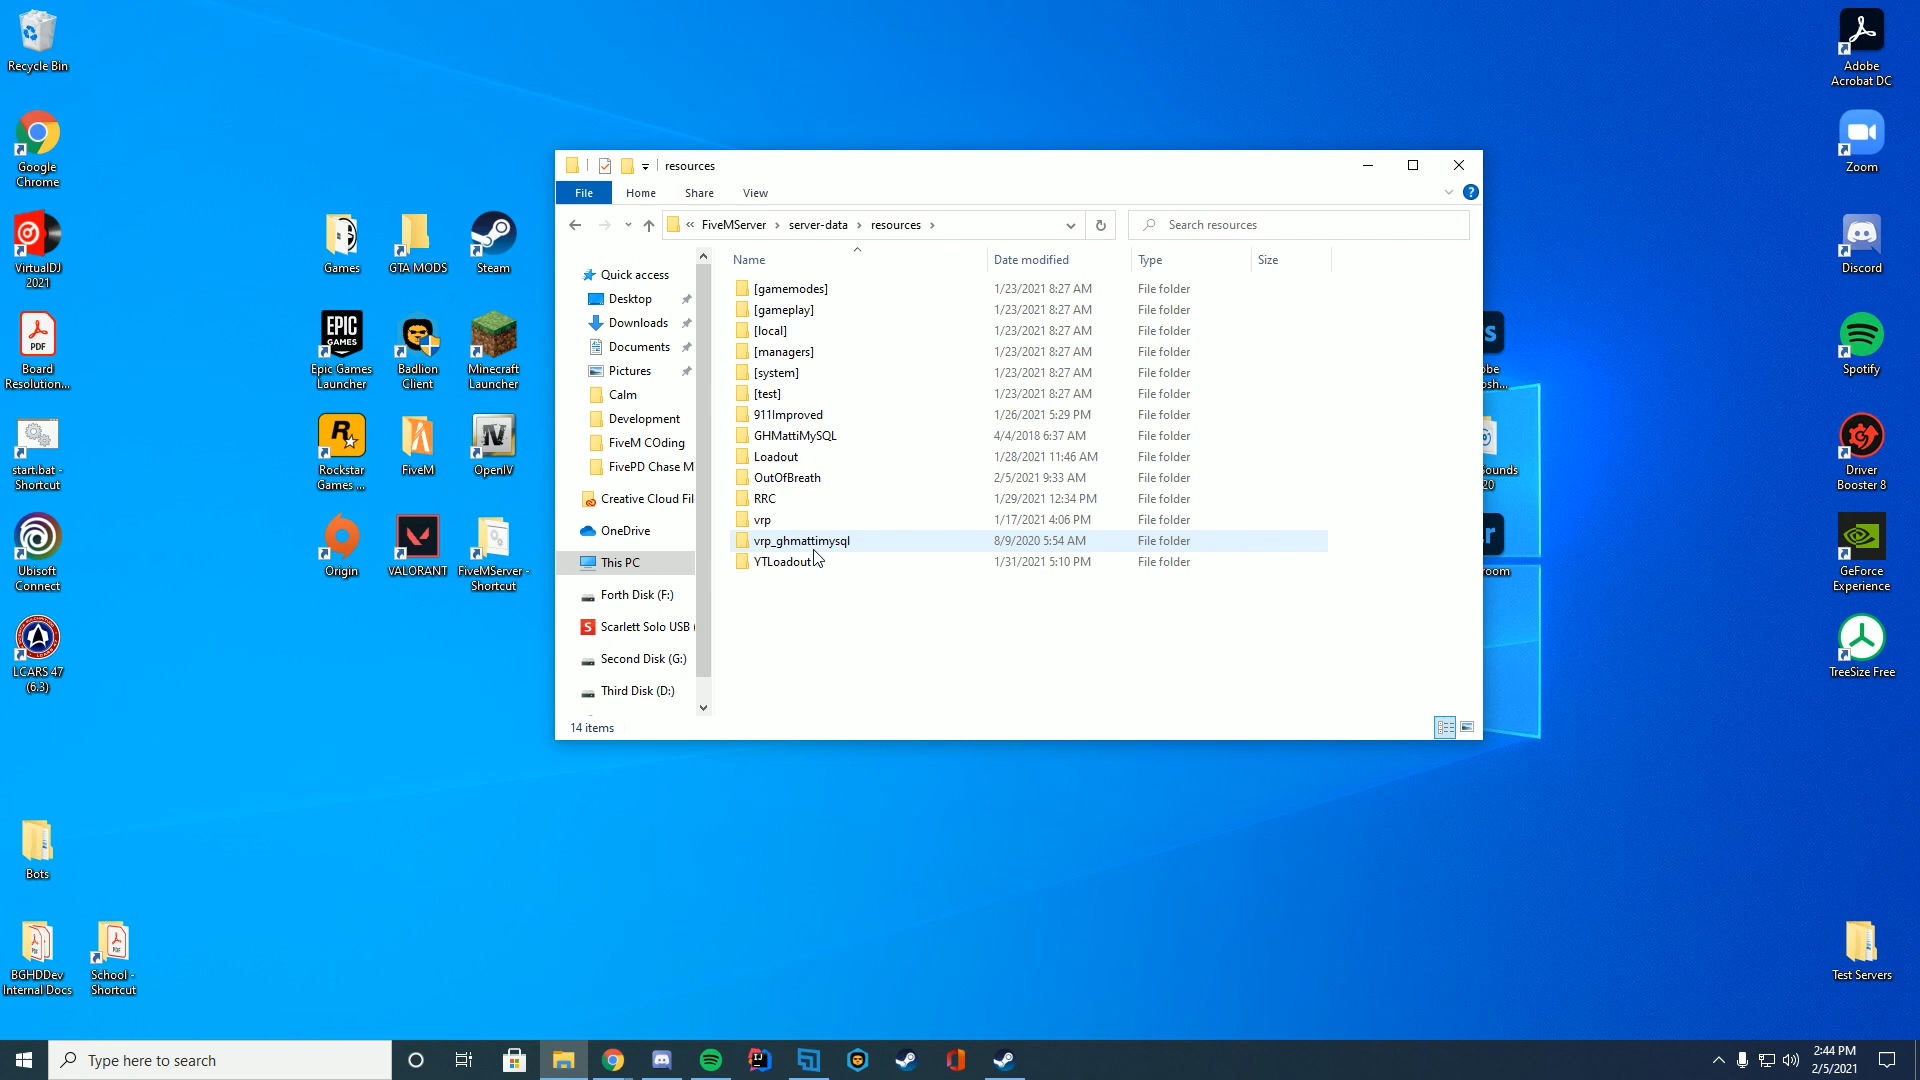 Recycle Bin
Google
Chrome
VirtualDJ
2021
PDF
Board
Resolution...
start.bat -
Shortcut
Ubisoft
Connect
LCARS 47
(6.3)
Bots
BGHDDev
Internal Docs
School -
Shortcut
Games
GTA MODS
Steam
EPIC
GAMES
Epic Games
Launcher
Badlion
Client
Minecraft
Launcher
Rockstar
Games ...
FiveM
OpenIV
Origin
VALORANT
FiveMServer -
Shortcut
resources
File
Home
Share
View
« FiveMServer › server-data › resources ›
Search resources
Quick access
Desktop
Downloads
Documents
Pictures
Calm
Development
FiveM COding
FivePD Chase M
Creative Cloud Fil
OneDrive
This PC
Forth Disk (F:)
Scarlett Solo USB (
Second Disk (G:)
Third Disk (D:)
Name Date modified Type Size
[gamemodes] 1/23/2021 8:27 AM File folder
[gameplay] 1/23/2021 8:27 AM File folder
[local] 1/23/2021 8:27 AM File folder
[managers] 1/23/2021 8:27 AM File folder
[system] 1/23/2021 8:27 AM File folder
[test] 1/23/2021 8:27 AM File folder
911Improved 1/26/2021 5:29 PM File folder
GHMattiMySQL 4/4/2018 6:37 AM File folder
Loadout 1/28/2021 11:46 AM File folder
OutOfBreath 2/5/2021 9:33 AM File folder
RRC 1/29/2021 12:34 PM File folder
vrp 1/17/2021 4:06 PM File folder
vrp_ghmattimysql 8/9/2020 5:54 AM File folder
YTLoadout 1/31/2021 5:10 PM File folder
14 items
s
be
osh...
ounds
20
r
room
Adobe
Acrobat DC
Zoom
Discord
Spotify
Driver
Booster 8
GeForce
Experience
TreeSize Free
Test Servers
Type here to search
2:44 PM
2/5/2021